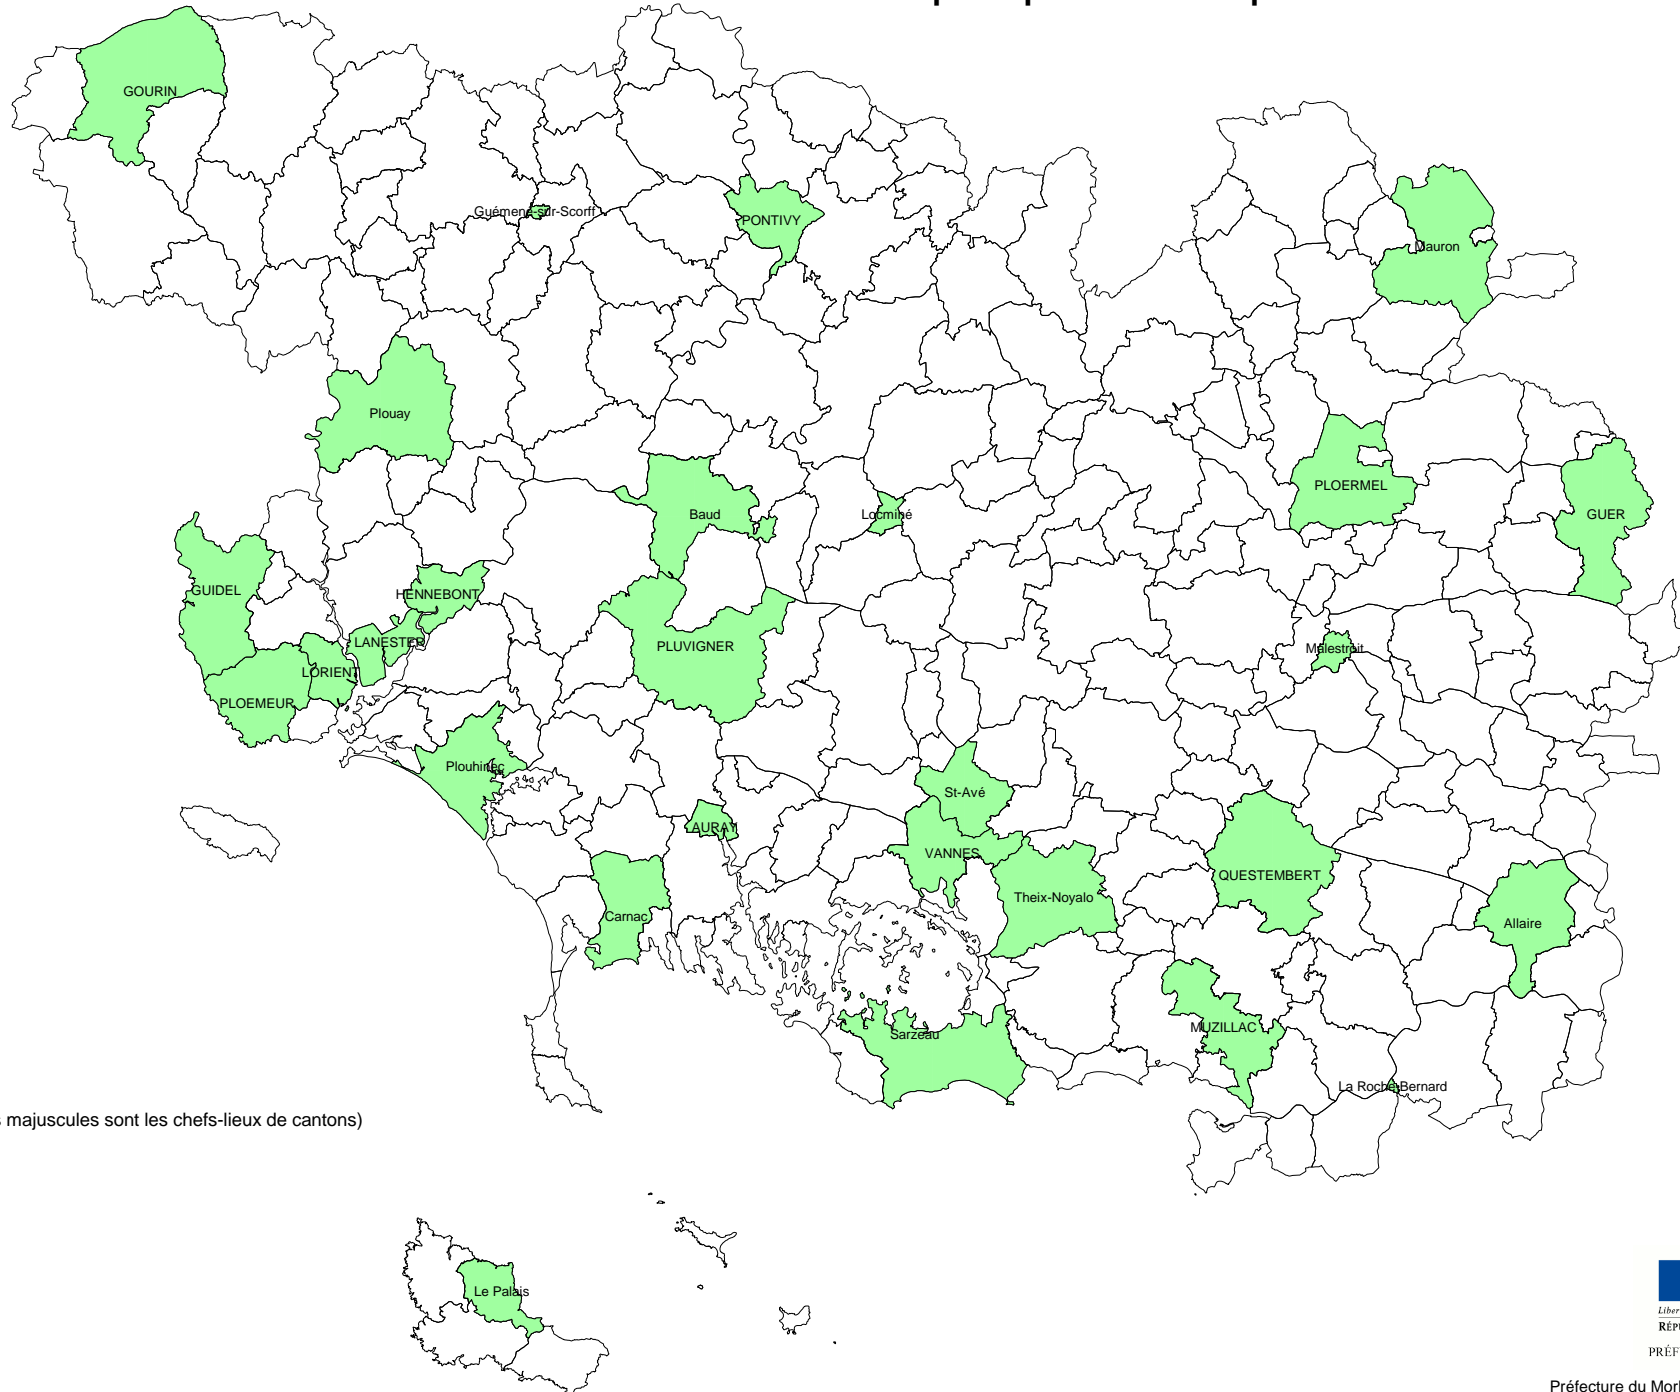 GOURIN
Guémené-sur-Scorff
PONTIVY
Mauron
Plouay
PLOERMEL
GUER
Baud
Locminé
GUIDEL
HENNEBONT
LANESTER
PLUVIGNER
Malestroit
LORIENT
PLOEMEUR
Plouhinec
St-Avé
AURAY
VANNES
QUESTEMBERT
Theix-Noyalo
Carnac
Allaire
MUZILLAC
Sarzeau
La Roche-Bernard
majuscules sont les chefs-lieux de cantons)
Le Palais
Préfecture du